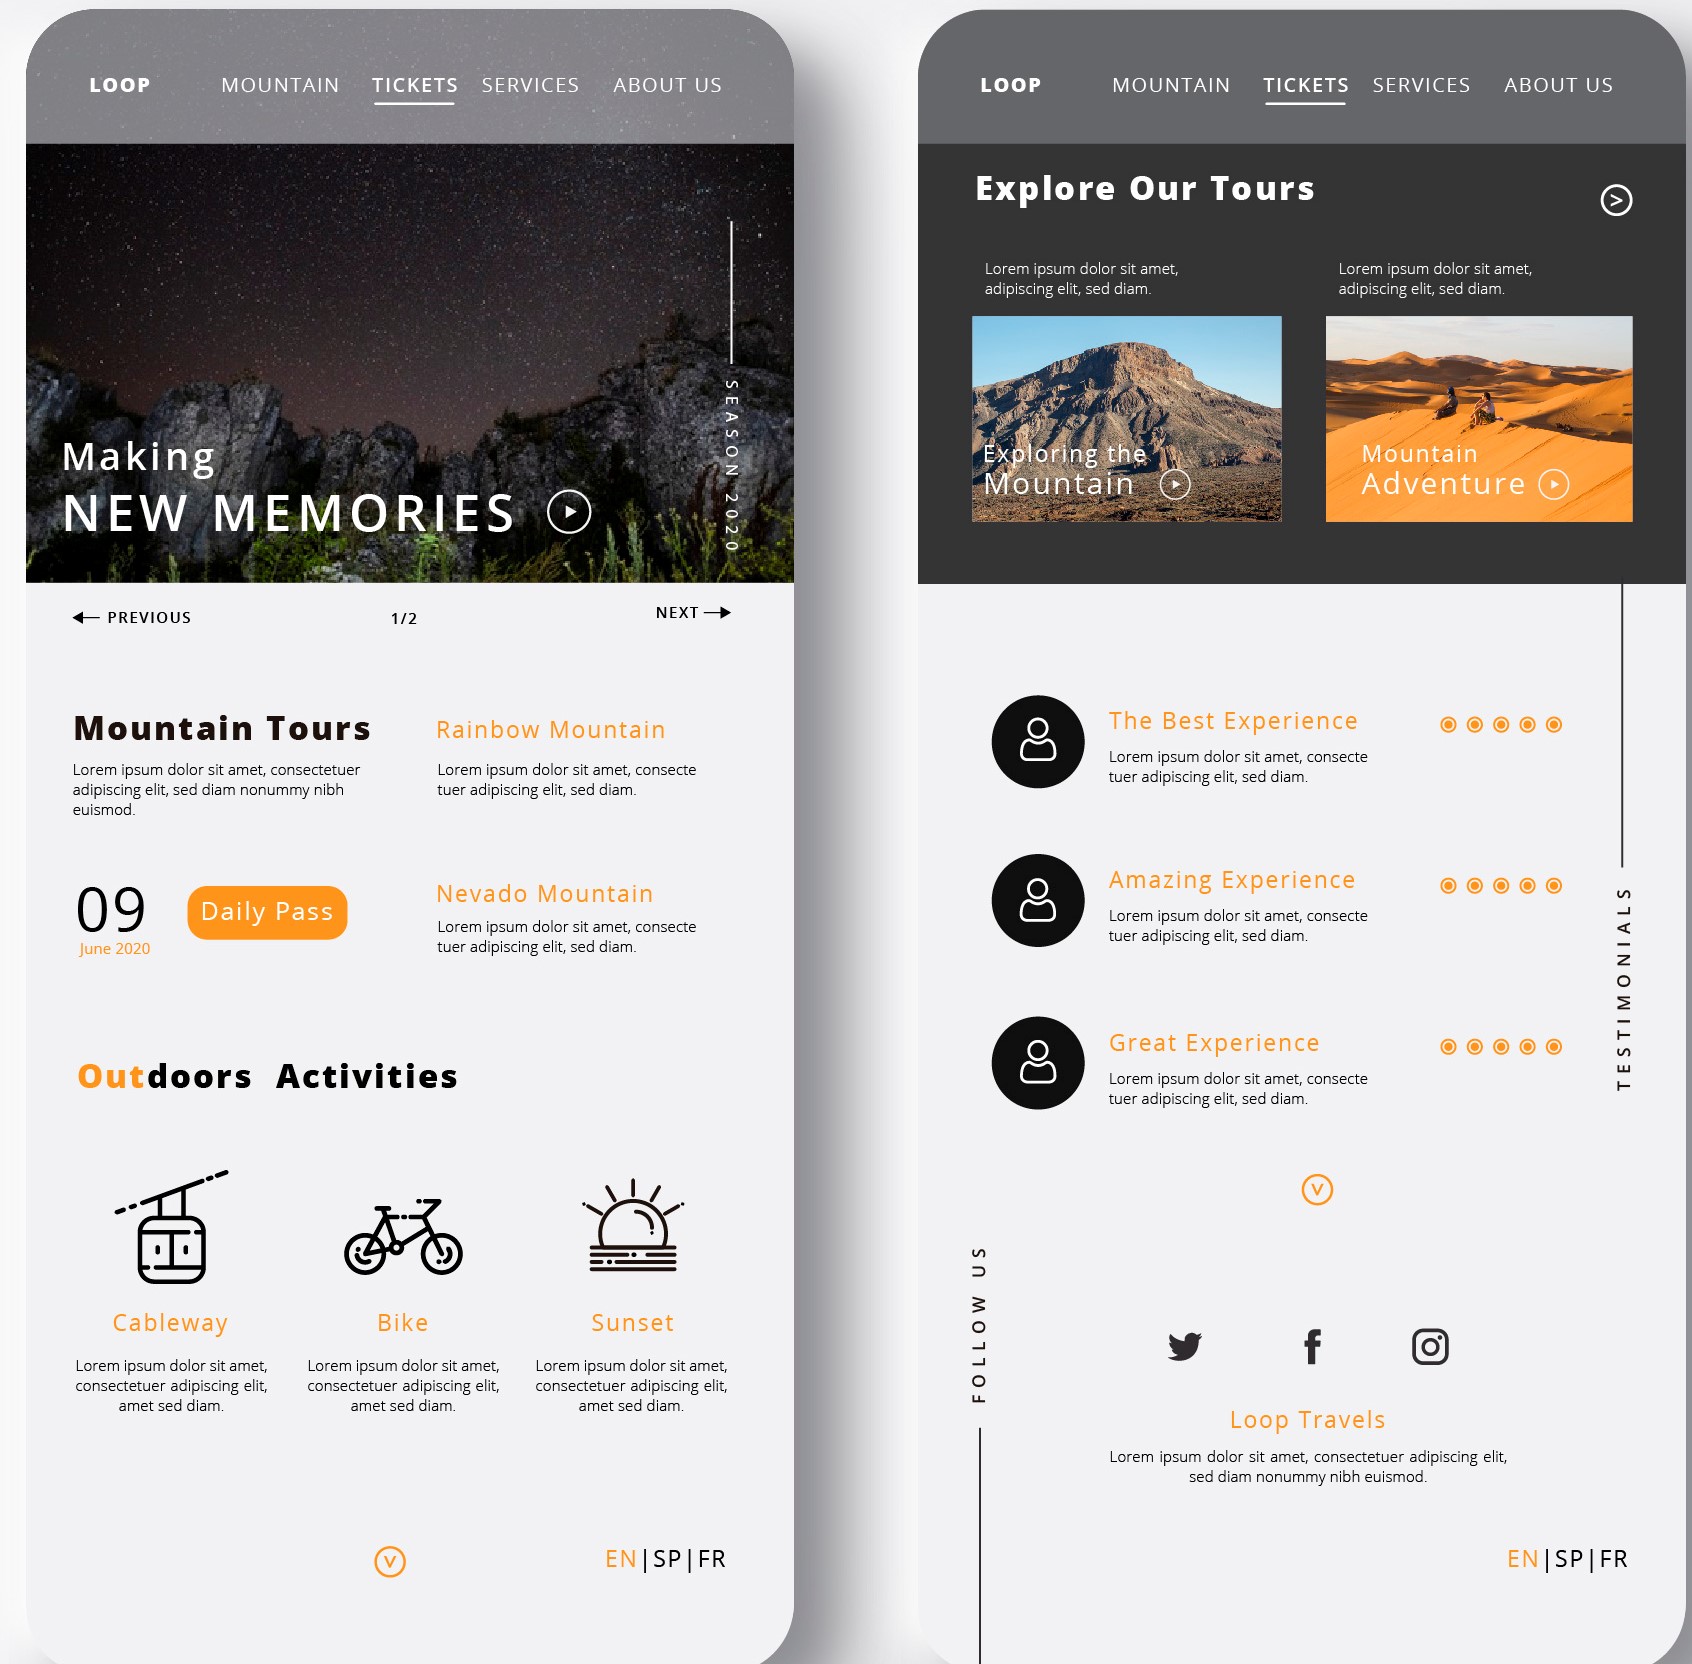 LOOP MOUNTAIN TICKETS SERVICES ABOUT US
SEASON 2020
Making
NEW MEMORIES
PREVIOUS 1/2 NEXT
Mountain Tours
Lorem ipsum dolor sit amet, consectetuer
adipiscing elit, sed diam nonummy nibh
euismod.
Rainbow Mountain
Lorem ipsum dolor sit amet, consecte
tuer adipiscing elit, sed diam.
09
June 2020
Daily Pass
Nevado Mountain
Lorem ipsum dolor sit amet, consecte
tuer adipiscing elit, sed diam.
Outdoors Activities
Cableway
Lorem ipsum dolor sit amet,
consectetuer adipiscing elit,
amet sed diam.
Bike
Lorem ipsum dolor sit amet,
consectetuer adipiscing elit,
amet sed diam.
Sunset
Lorem ipsum dolor sit amet,
consectetuer adipiscing elit,
amet sed diam.
EN|SP|FR
LOOP MOUNTAIN TICKETS SERVICES ABOUT US
Explore Our Tours
Lorem ipsum dolor sit amet,
adipiscing elit, sed diam.
Exploring the
Mountain
Lorem ipsum dolor sit amet,
adipiscing elit, sed diam.
Mountain
Adventure
The Best Experience
Lorem ipsum dolor sit amet, consecte
tuer adipiscing elit, sed diam.
Amazing Experience
Lorem ipsum dolor sit amet, consecte
tuer adipiscing elit, sed diam.
Great Experience
Lorem ipsum dolor sit amet, consecte
tuer adipiscing elit, sed diam.
TESTIMONIALS
FOLLOW US
Loop Travels
Lorem ipsum dolor sit amet, consectetuer adipiscing elit,
sed diam nonummy nibh euismod.
EN|SP|FR